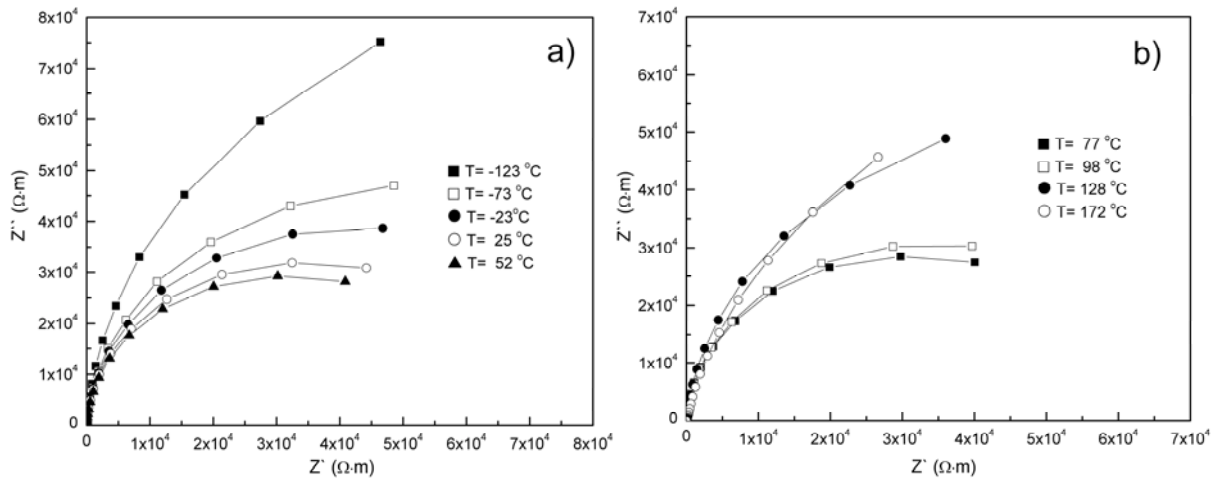 a)
8x10⁴
7x10⁴
6x10⁴
5x10⁴
4x10⁴
3x10⁴
2x10⁴
1x10⁴
0
Z`` (Ω·m)
T= -123 °C
T= -73 °C
T= -23°C
T= 25 °C
T= 52 °C
0 1x10⁴ 2x10⁴ 3x10⁴ 4x10⁴ 5x10⁴ 6x10⁴ 7x10⁴ 8x10⁴
Z` (Ω·m)
b)
7x10⁴
6x10⁴
5x10⁴
4x10⁴
3x10⁴
2x10⁴
1x10⁴
0
Z`` (Ω·m)
T= 77 °C
T= 98 °C
T= 128 °C
T= 172 °C
0 1x10⁴ 2x10⁴ 3x10⁴ 4x10⁴ 5x10⁴ 6x10⁴ 7x10⁴
Z` (Ω·m)